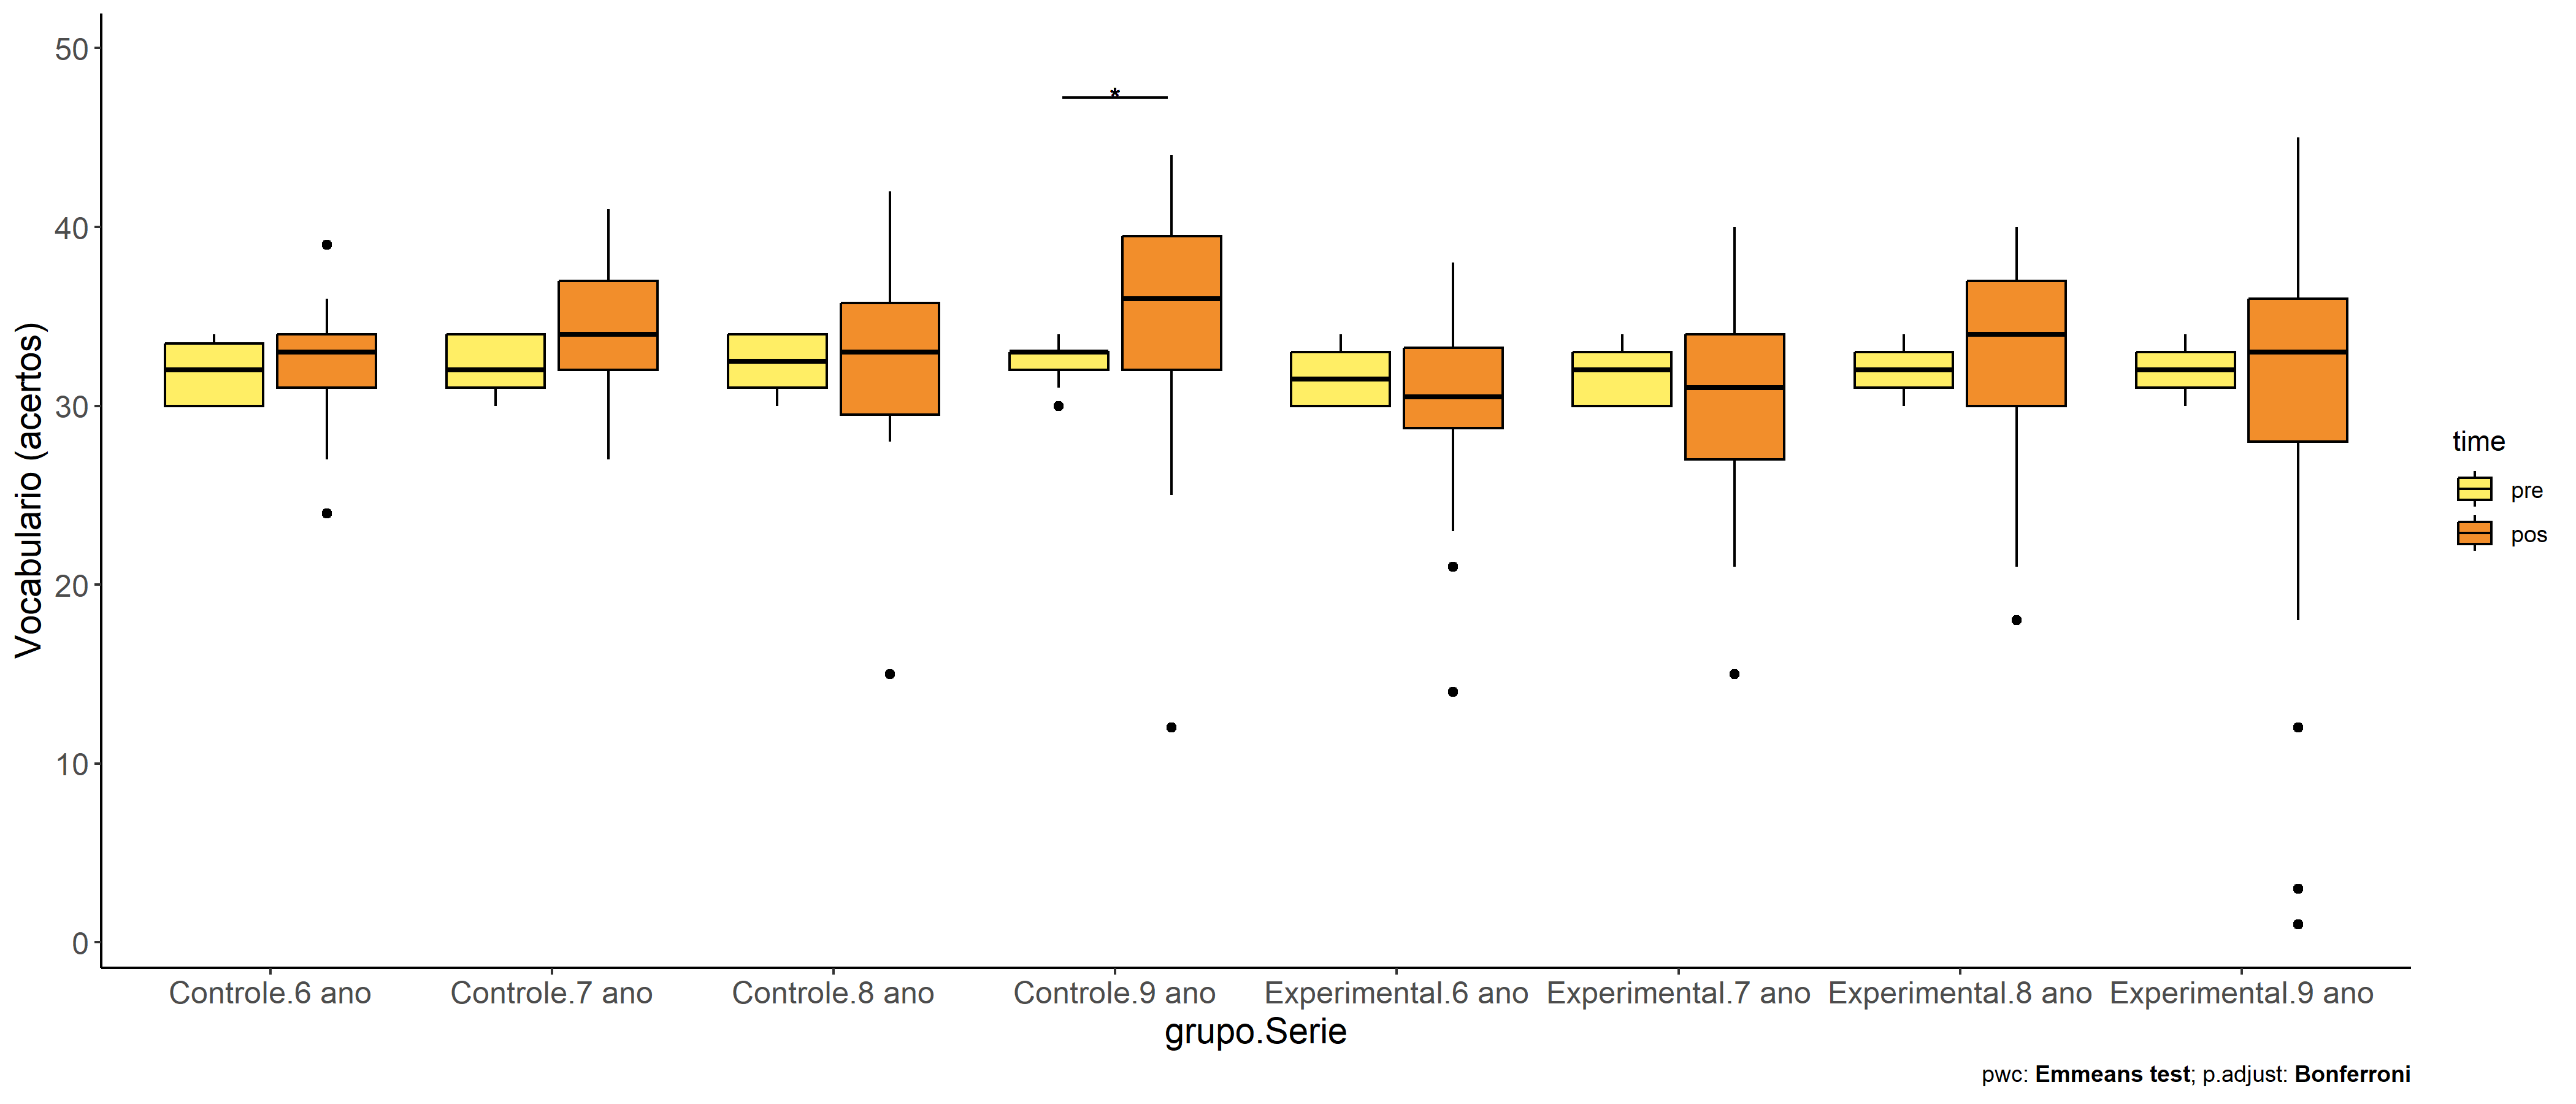 Vocabulario (acertos)
50
40
30
20
10
0
*
Controle.6 ano
Controle.7 ano
Controle.8 ano
Controle.9 ano
Experimental.6 ano
Experimental.7 ano
Experimental.8 ano
Experimental.9 ano
grupo.Serie
time
pre
pos
pwc: Emmeans test; p.adjust: Bonferroni